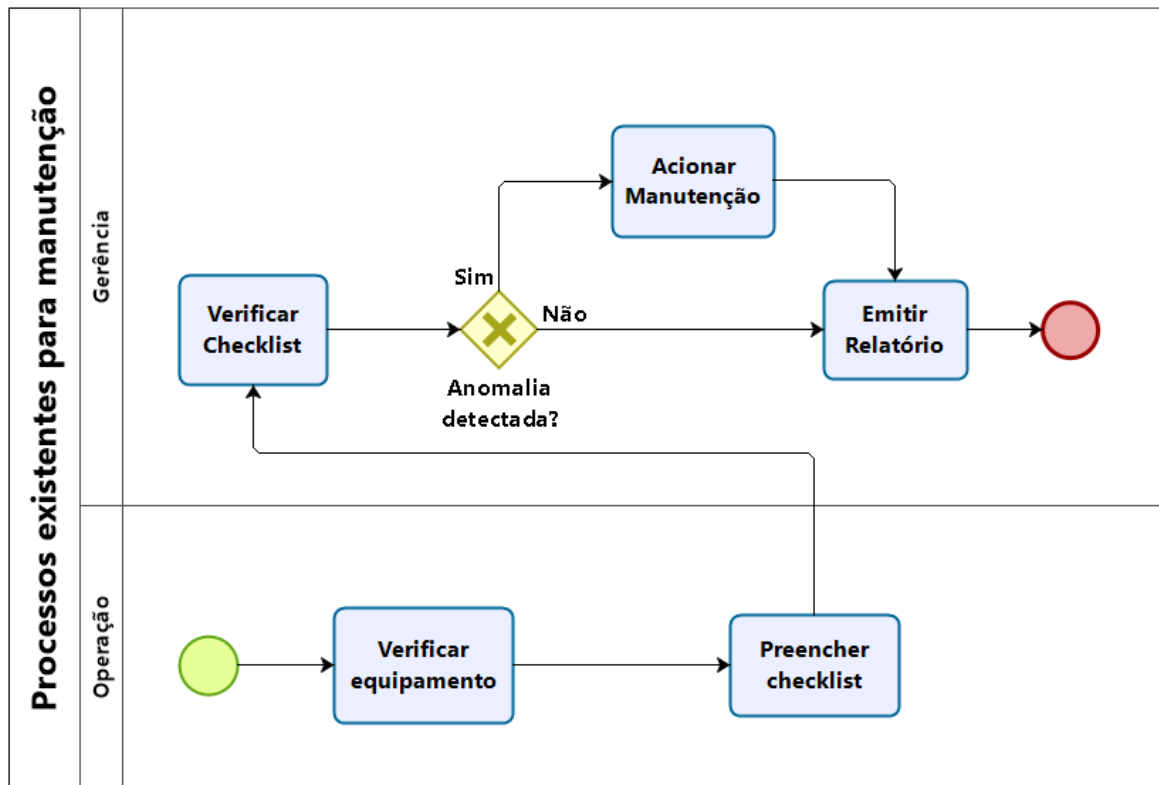 Processos existentes para manutenção
Gerência
Acionar
Manutenção
Sim
Não
Verificar
Checklist
Emitir
Relatório
Anomalia
detectada?
Operação
Verificar
equipamento
Preencher
checklist